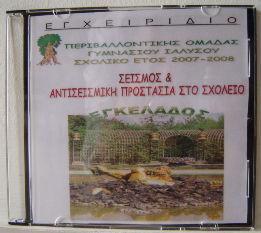 ΕΓΧΕΙΡΙΔΙΟ
ΠΕΡΙΒΑΛΛΟΝΤΙΚΗΣ ΟΜΑΔΑΣ
ΓΥΜΝΑΣΙΟΥ ΙΑΛΥΣΟΥ
ΣΧΟΛΙΚΟ ΕΤΟΣ 2007-2008
ΣΕΙΣΜΟΣ &
ΑΝΤΙΣΕΙΣΜΙΚΗ ΠΡΟΣΤΑΣΙΑ ΣΤΟ ΣΧΟΛΕΙΟ
ΕΓΚΕΛΑΔΟΣ